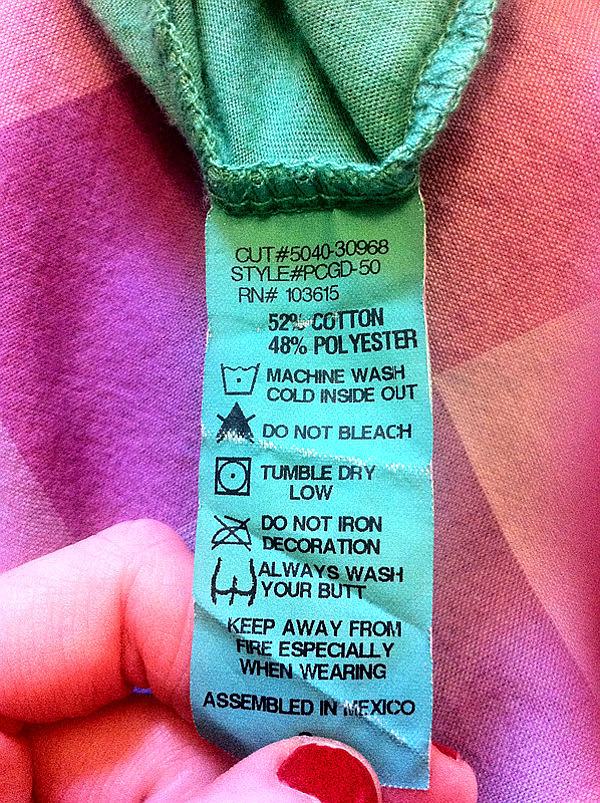 CUT#5040-30968
STYLE#PCGD-50
RN# 103615
52% COTTON
48% POLYESTER
MACHINE WASH
COLD INSIDE OUT
DO NOT BLEACH
TUMBLE DRY
LOW
DO NOT IRON
DECORATION
ALWAYS WASH
YOUR BUTT
KEEP AWAY FROM
FIRE ESPECIALLY
WHEN WEARING
ASSEMBLED IN MEXICO